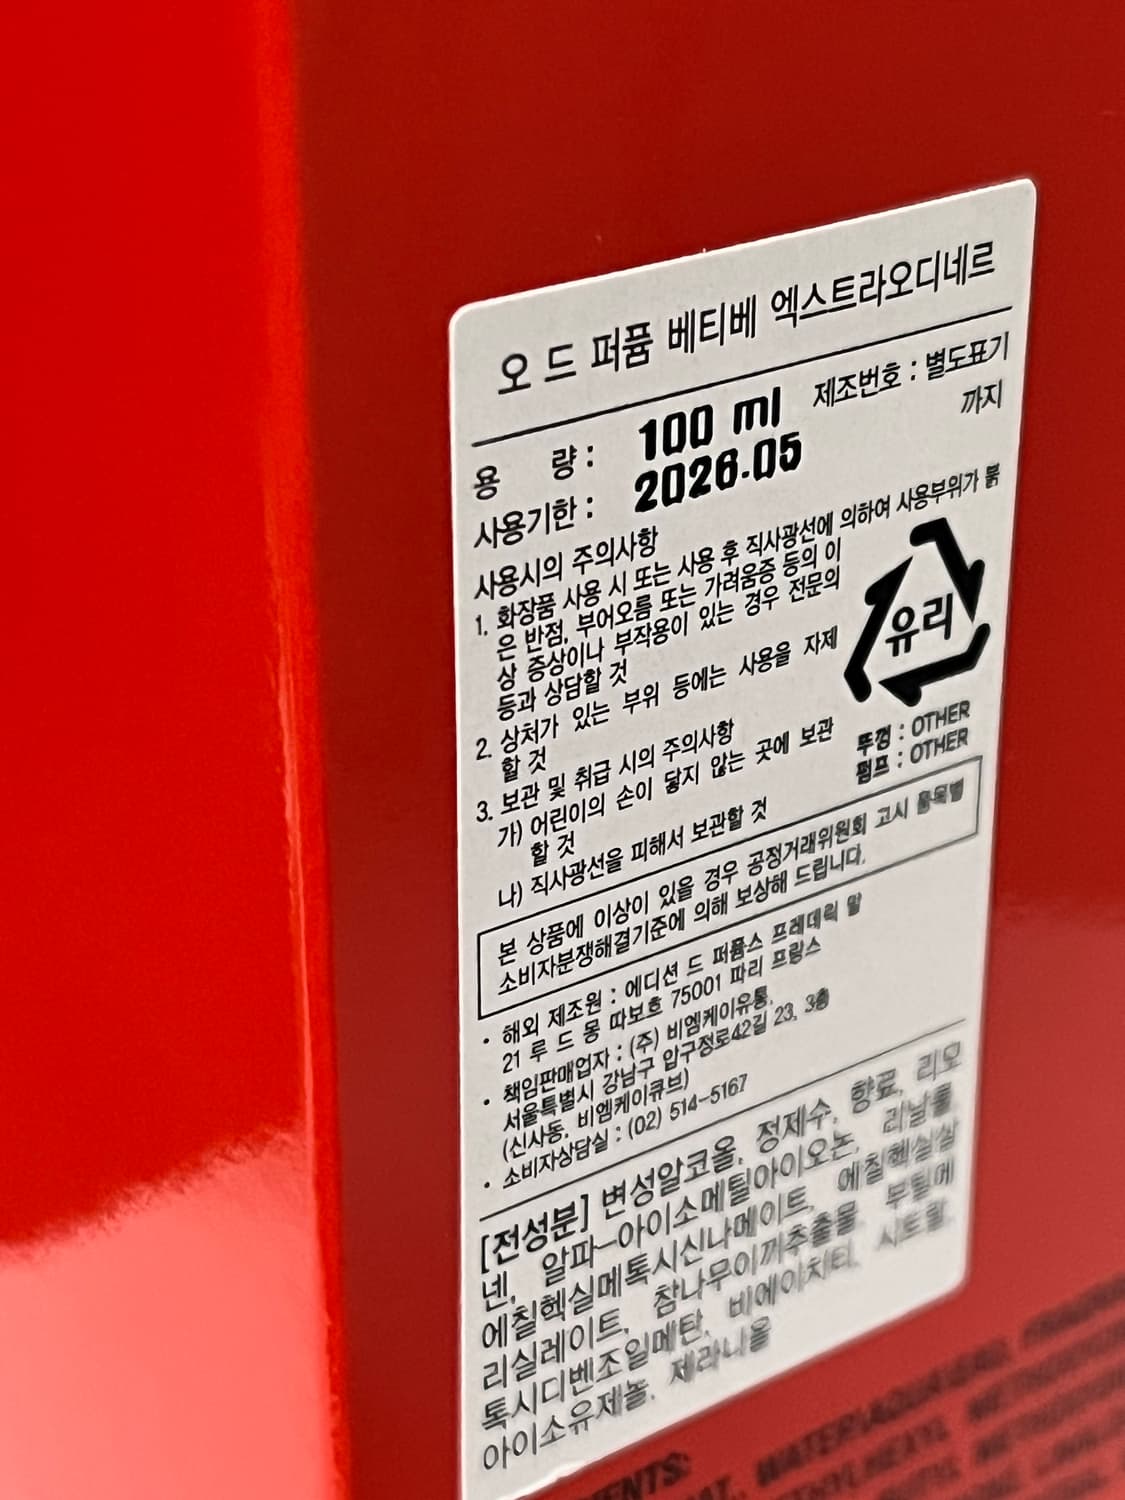 오 드 퍼퓸 베티베 엑스트라오디네르
용 량 : 100 ml 제조번호 : 별도표기
사용기한 : 2026.05 까지
사용시의 주의사항
1. 화장품 사용 시 또는 사용 후 직사광선에 의하여 사용부위가 붉
은 반점, 부어오름 또는 가려움증 등의 이
상 증상이나 부작용이 있는 경우 전문의
등과 상담할 것
2. 상처가 있는 부위 등에는 사용을 자제
할 것
3. 보관 및 취급 시의 주의사항
가) 어린이의 손이 닿지 않는 곳에 보관
할 것
나) 직사광선을 피해서 보관할 것
유리
뚜껑 : OTHER
펌프 : OTHER
본 상품에 이상이 있을 경우 공정거래위원회 고시 품목별
소비자분쟁해결기준에 의해 보상해 드립니다.
· 해외 제조원 : 에디션 드 퍼퓸스 프레데릭 말
21 루 드 몽 따보흐 75001 파리 프랑스
· 책임판매업자 : (주) 비엠케이유통,
서울특별시 강남구 압구정로42길 23, 3층
(신사동, 비엠케이큐브)
· 소비자상담실 : (02) 514-5167
[전성분] 변성알코올, 정제수, 향료, 리모
넨, 알파-아이소메틸아이오논, 리날룰,
에칠헥실메톡시신나메이트, 에칠헥실살
리실레이트, 참나무이끼추출물, 부틸메
톡시디벤조일메탄, 비에이치티, 시트랄,
아이소유제놀, 제라니올